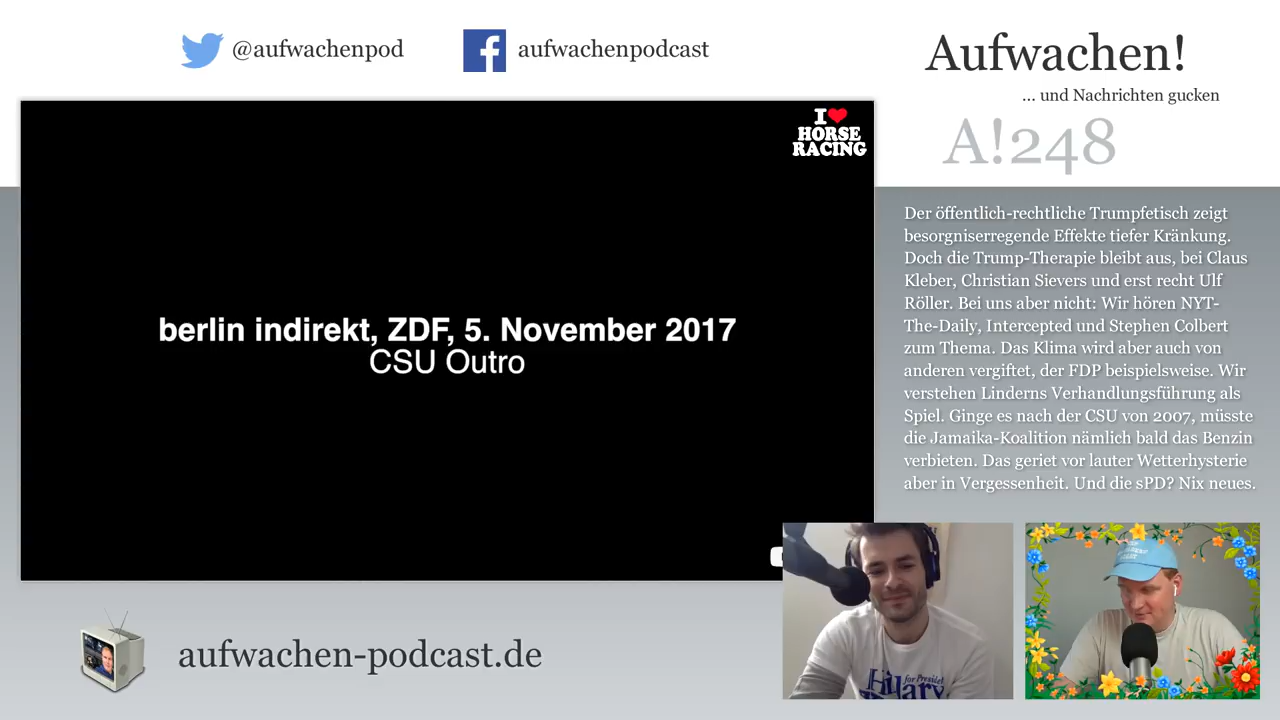 @aufwachenpod
aufwachenpodcast
Aufwachen!
... und Nachrichten gucken
A!248
I
HORSE
RACING
berlin indirekt, ZDF, 5. November 2017
CSU Outro
Der öffentlich-rechtliche Trumpfetisch zeigt
besorgniserregende Effekte tiefer Kränkung.
Doch die Trump-Therapie bleibt aus, bei Claus
Kleber, Christian Sievers und erst recht Ulf
Röller. Bei uns aber nicht: Wir hören NYT-
The-Daily, Intercepted und Stephen Colbert
zum Thema. Das Klima wird aber auch von
anderen vergiftet, der FDP beispielsweise. Wir
verstehen Linderns Verhandlungsführung als
Spiel. Ginge es nach der CSU von 2007, müsste
die Jamaika-Koalition nämlich bald das Benzin
verbieten. Das geriet vor lauter Wetterhysterie
aber in Vergessenheit. Und die sPD? Nix neues.
for President
Hillary
aufwachen-podcast.de